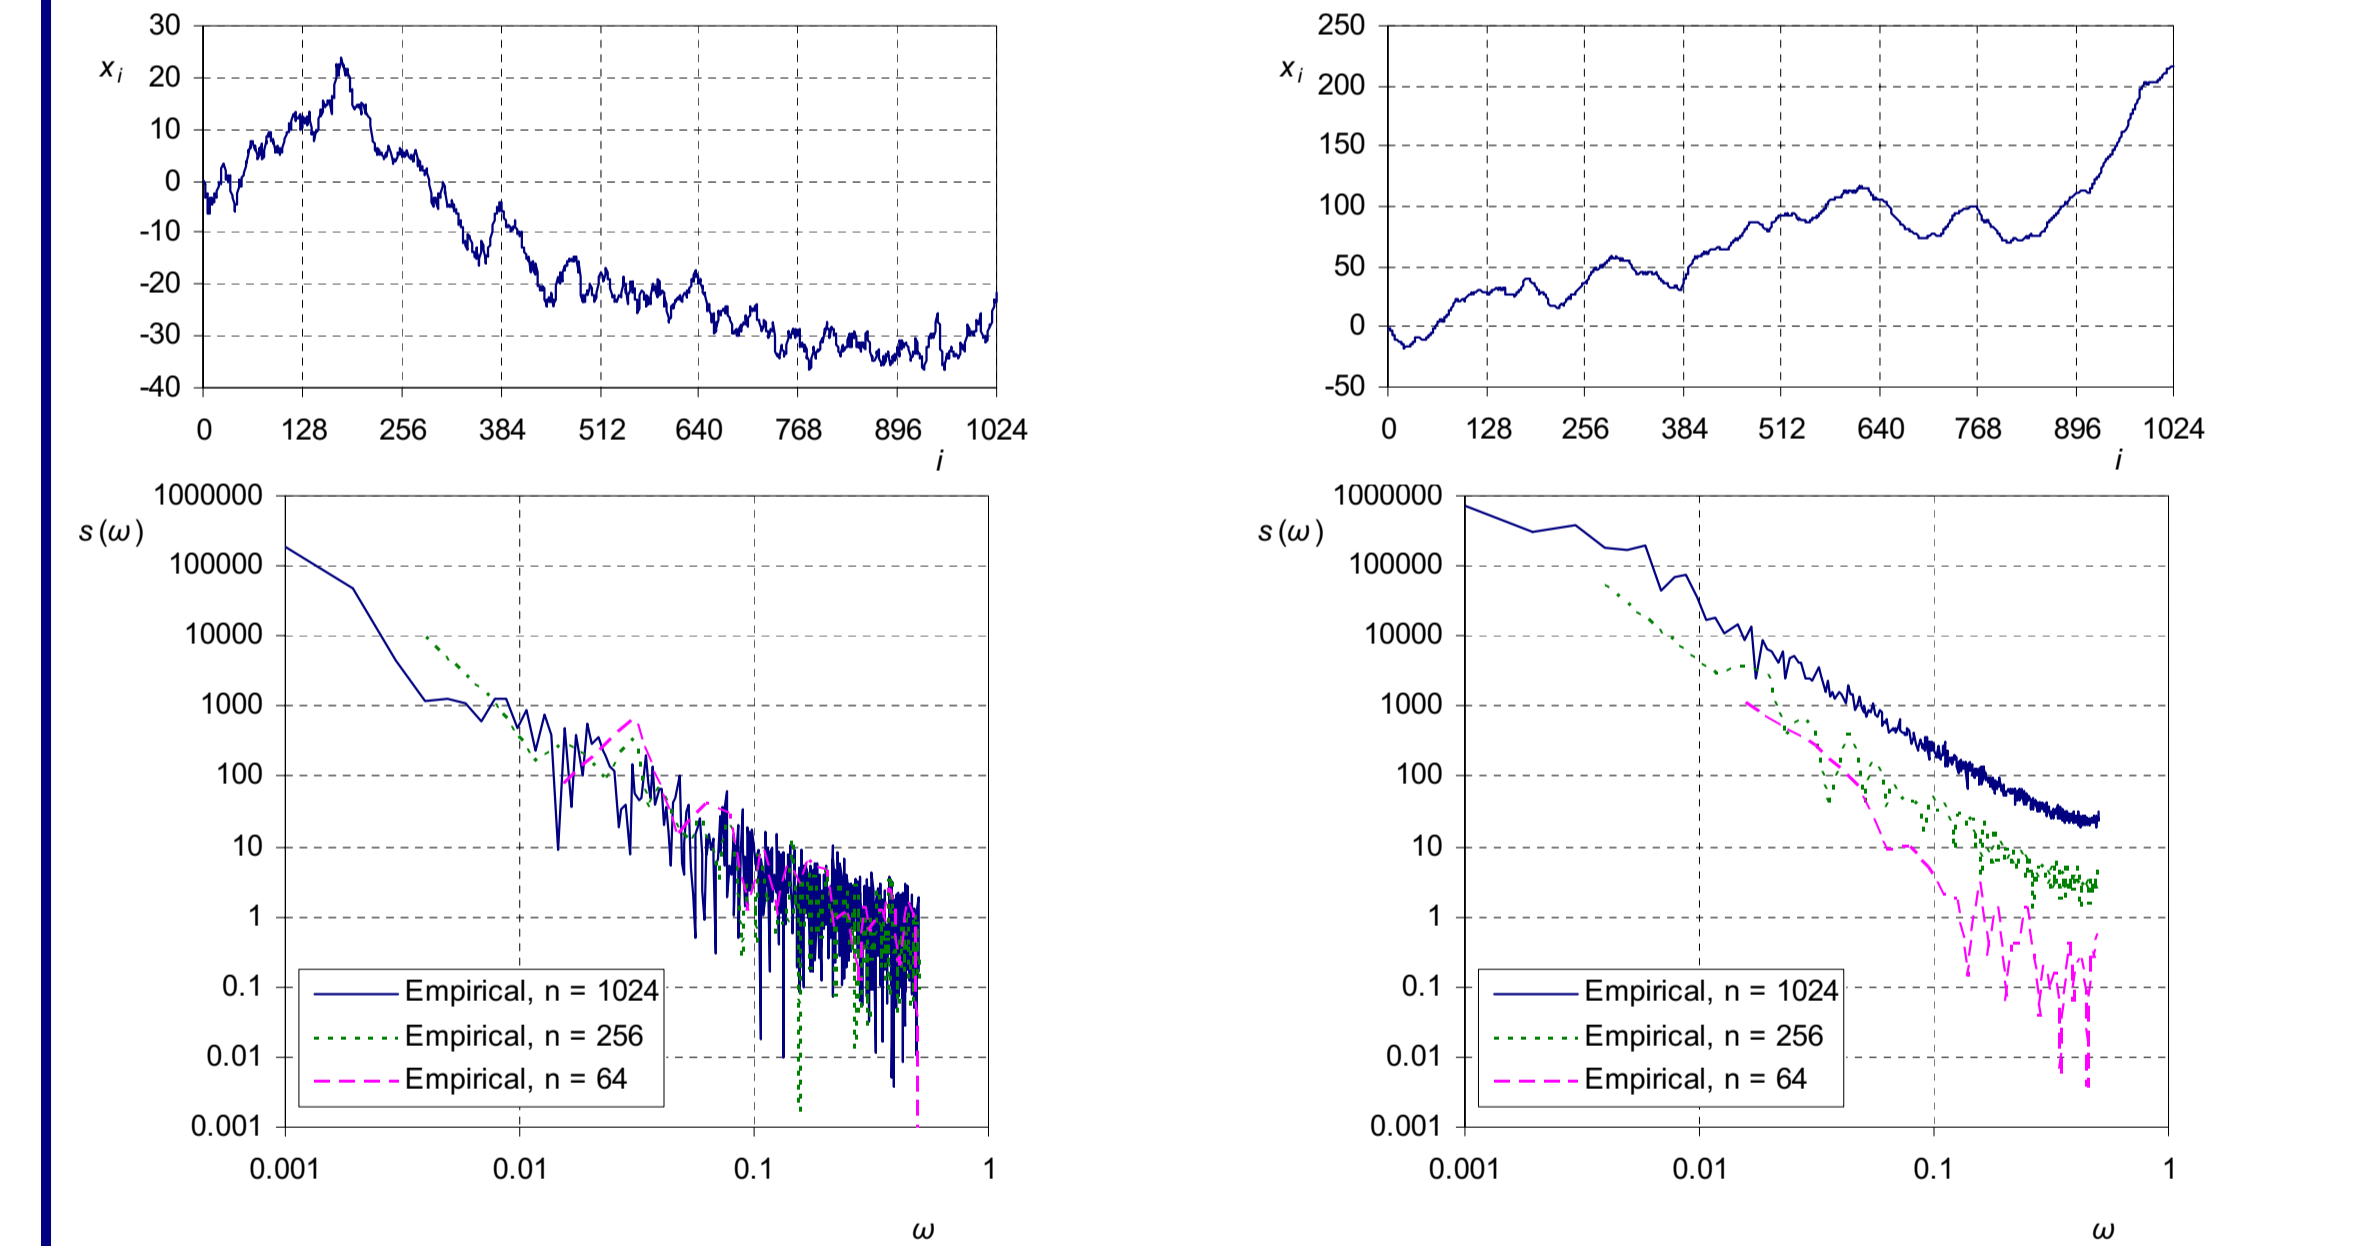 30
x i
20
10
0
-10
-20
-30
-40
0 128 256 384 512 640 768 896 1024
i
250
x i
200
150
100
50
0
-50
0 128 256 384 512 640 768 896 1024
i
1000000
s (ω)
100000
10000
1000
100
10
1
0.1
0.01
0.001
Empirical, n = 1024
Empirical, n = 256
Empirical, n = 64
0.001 0.01 0.1 1
ω
1000000
s (ω)
100000
10000
1000
100
10
1
0.1
0.01
0.001
Empirical, n = 1024
Empirical, n = 256
Empirical, n = 64
0.001 0.01 0.1 1
ω